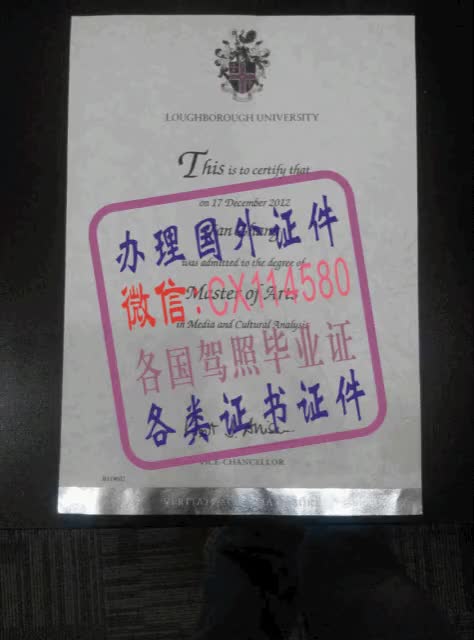 LOUGHBOROUGH UNIVERSITY
This is to certify that
on 17 December 2012
办理国外证件
was admitted to the degree of
微信:CX114580
Master of Arts
in Media and Cultural Analysis
各国驾照毕业证
各类证书证件
VICE-CHANCELLOR